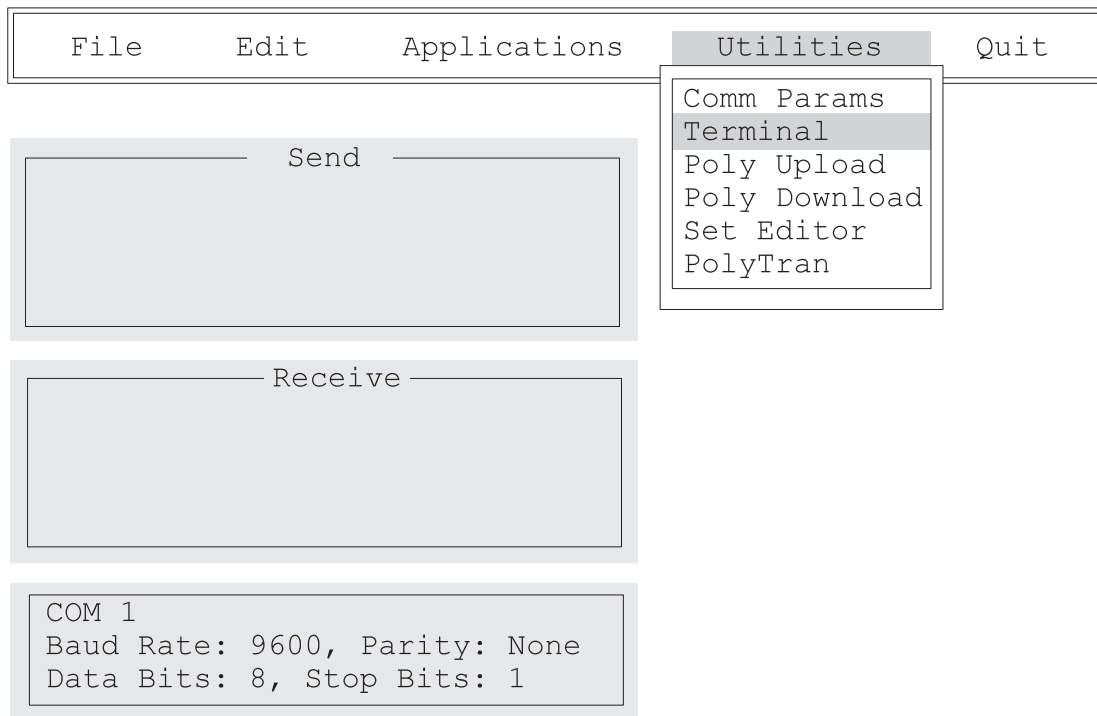 File Edit Applications Utilities Quit
Comm Params
Terminal
Poly Upload
Poly Download
Set Editor
PolyTran
Send
Receive
COM 1
Baud Rate: 9600, Parity: None
Data Bits: 8, Stop Bits: 1